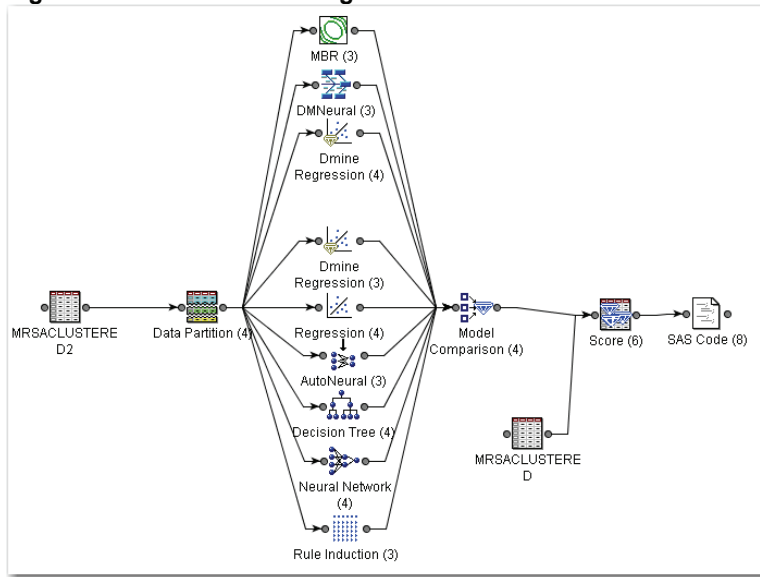 MBR (3)
DMNeural (3)
Dmine
Regression (4)
Dmine
Regression (3)
MRSACLUSTERE
D2
Data Partition (4)
Regression (4)
Model
Comparison (4)
Score (6)
SAS Code (8)
AutoNeural (3)
Decision Tree (4)
MRSACLUSTERE
D
Neural Network
(4)
Rule Induction (3)